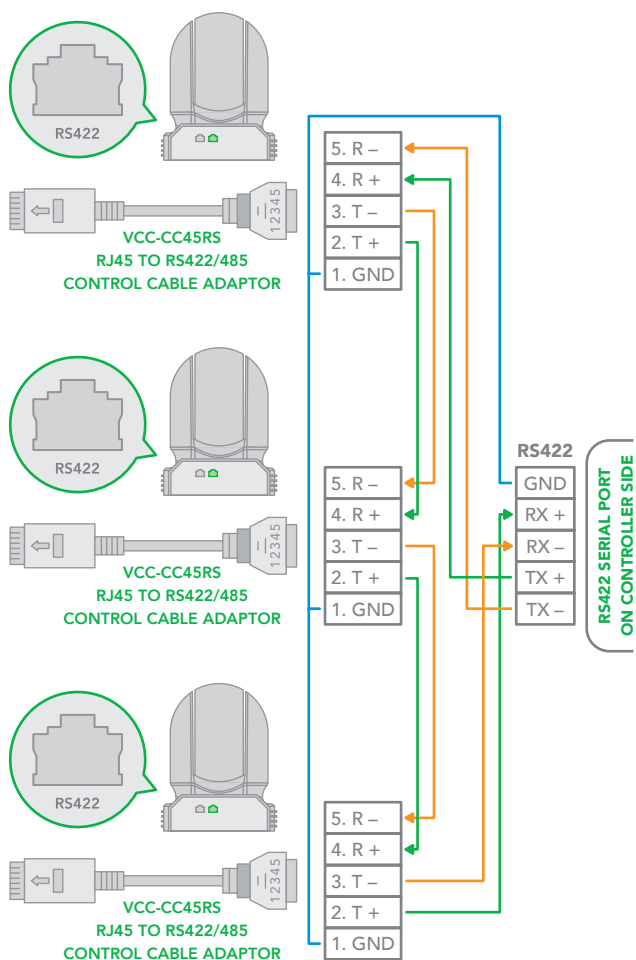 RS422
12345
VCC-CC45RS
RJ45 TO RS422/485
CONTROL CABLE ADAPTOR
5. R –
4. R +
3. T –
2. T +
1. GND
RS422
12345
VCC-CC45RS
RJ45 TO RS422/485
CONTROL CABLE ADAPTOR
5. R –
4. R +
3. T –
2. T +
1. GND
RS422
GND
RX +
RX –
TX +
TX –
RS422 SERIAL PORT
ON CONTROLLER SIDE
RS422
12345
VCC-CC45RS
RJ45 TO RS422/485
CONTROL CABLE ADAPTOR
5. R –
4. R +
3. T –
2. T +
1. GND